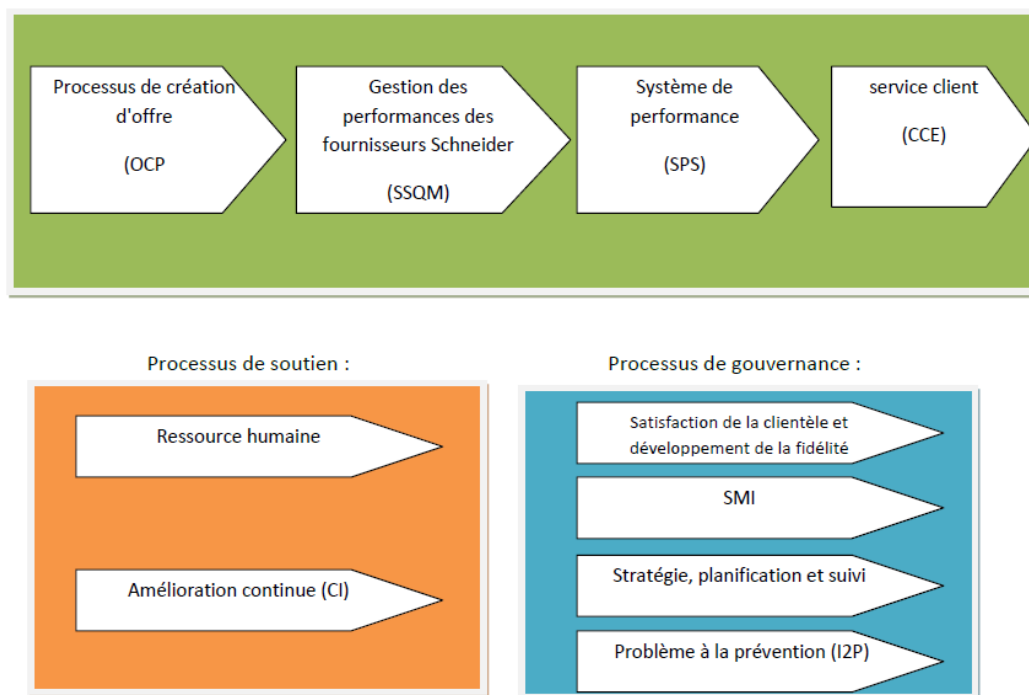 Processus de création
d'offre
(OCP
Gestion des
performances des
fournisseurs Schneider
(SSQM)
Système de
performance
(SPS)
service client
(CCE)
Processus de soutien :
Ressource humaine
Amélioration continue (CI)
Processus de gouvernance :
Satisfaction de la clientèle et
développement de la fidélité
SMI
Stratégie, planification et suivi
Problème à la prévention (I2P)